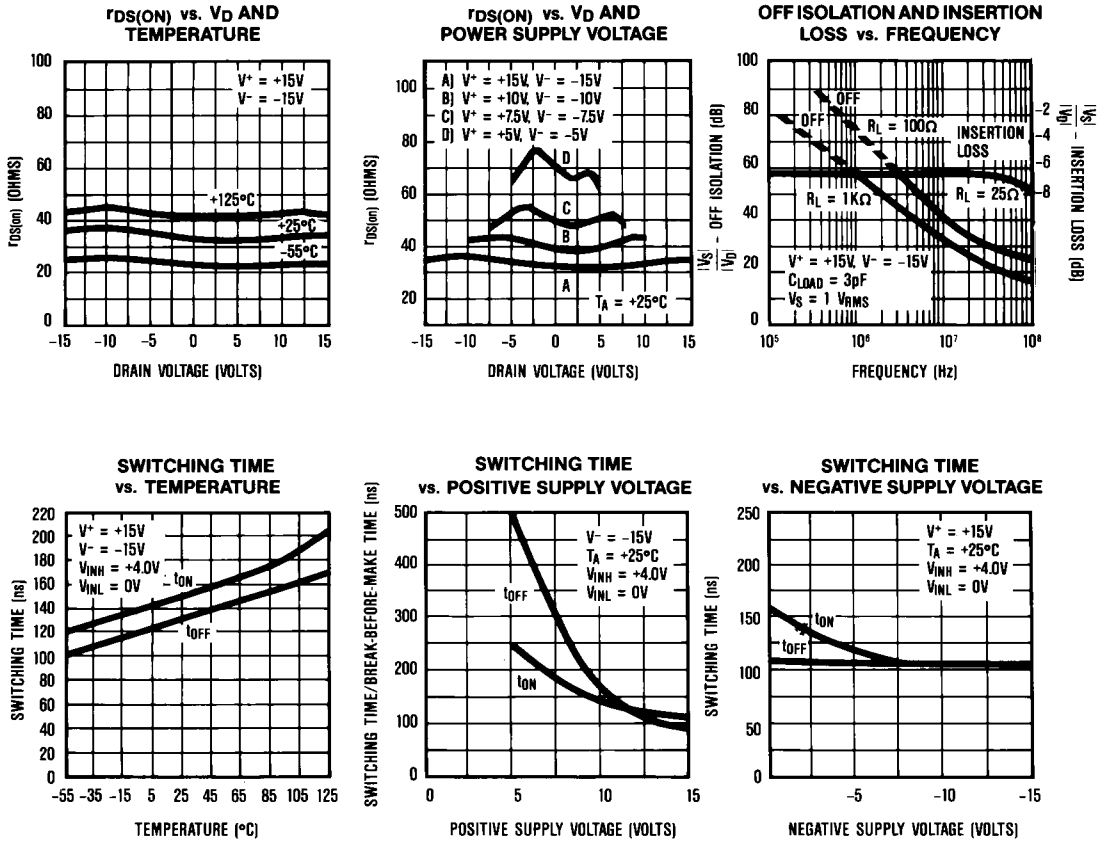 rDS(ON) vs. VD AND
TEMPERATURE
V+ = +15V
V− = −15V
+125°C
+25°C
−55°C
rDS(on) (OHMS)
100
80
60
40
20
0
−15 −10 −5 0 5 10 15
DRAIN VOLTAGE (VOLTS)
rDS(ON) vs. VD AND
POWER SUPPLY VOLTAGE
A) V+ = +15V, V− = −15V
B) V+ = +10V, V− = −10V
C) V+ = +7.5V, V− = −7.5V
D) V+ = +5V, V− = −5V
D
C
B
A
TA = +25°C
rDS(on) (OHMS)
100
80
60
40
20
−15 −10 −5 0 5 10 15
DRAIN VOLTAGE (VOLTS)
OFF ISOLATION AND INSERTION
LOSS vs. FREQUENCY
OFF
OFF
RL = 100Ω
INSERTION
LOSS
RL = 1KΩ
RL = 25Ω
V+ = +15V, V− = −15V
CLOAD = 3pF
VS = 1 VRMS
|VS|/|VD| - OFF ISOLATION (dB)
100
80
60
40
20
0
|VS|/|VD| - INSERTION LOSS (dB)
−2
−4
−6
−8
10⁵ 10⁶ 10⁷ 10⁸
FREQUENCY (Hz)
SWITCHING TIME
vs. TEMPERATURE
V+ = +15V
V− = −15V
VINH = +4.0V
VINL = 0V
tON
tOFF
SWITCHING TIME (ns)
220
200
180
160
140
120
100
80
60
40
20
0
−55 −35 −15 5 25 45 65 85 105 125
TEMPERATURE (°C)
SWITCHING TIME
vs. POSITIVE SUPPLY VOLTAGE
V− = −15V
TA = +25°C
VINH = +4.0V
VINL = 0V
tOFF
tON
SWITCHING TIME/BREAK-BEFORE-MAKE TIME (ns)
500
400
300
200
100
0
0 5 10 15
POSITIVE SUPPLY VOLTAGE (VOLTS)
SWITCHING TIME
vs. NEGATIVE SUPPLY VOLTAGE
V+ = +15V
TA = +25°C
VINH = +4.0V
VINL = 0V
tON
tOFF
SWITCHING TIME (ns)
250
200
150
100
50
0
−5 −10 −15
NEGATIVE SUPPLY VOLTAGE (VOLTS)